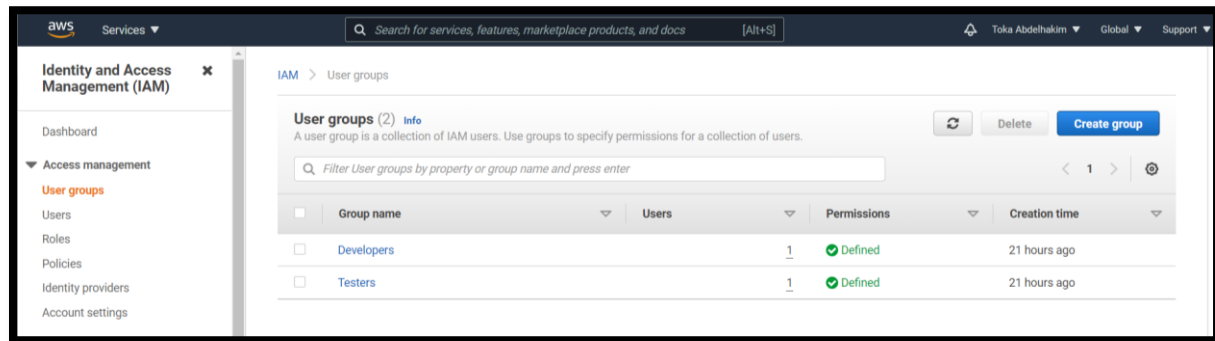 aws Services ▼ Search for services, features, marketplace products, and docs [Alt+S] Toka Abdelhakim ▼ Global ▼ Support ▼
Identity and Access
Management (IAM)
Dashboard
Access management
User groups
Users
Roles
Policies
Identity providers
Account settings
IAM > User groups
User groups (2) Info
A user group is a collection of IAM users. Use groups to specify permissions for a collection of users.
Delete
Create group
Filter User groups by property or group name and press enter
< 1 >
Group name Users Permissions Creation time
Developers 1 Defined 21 hours ago
Testers 1 Defined 21 hours ago